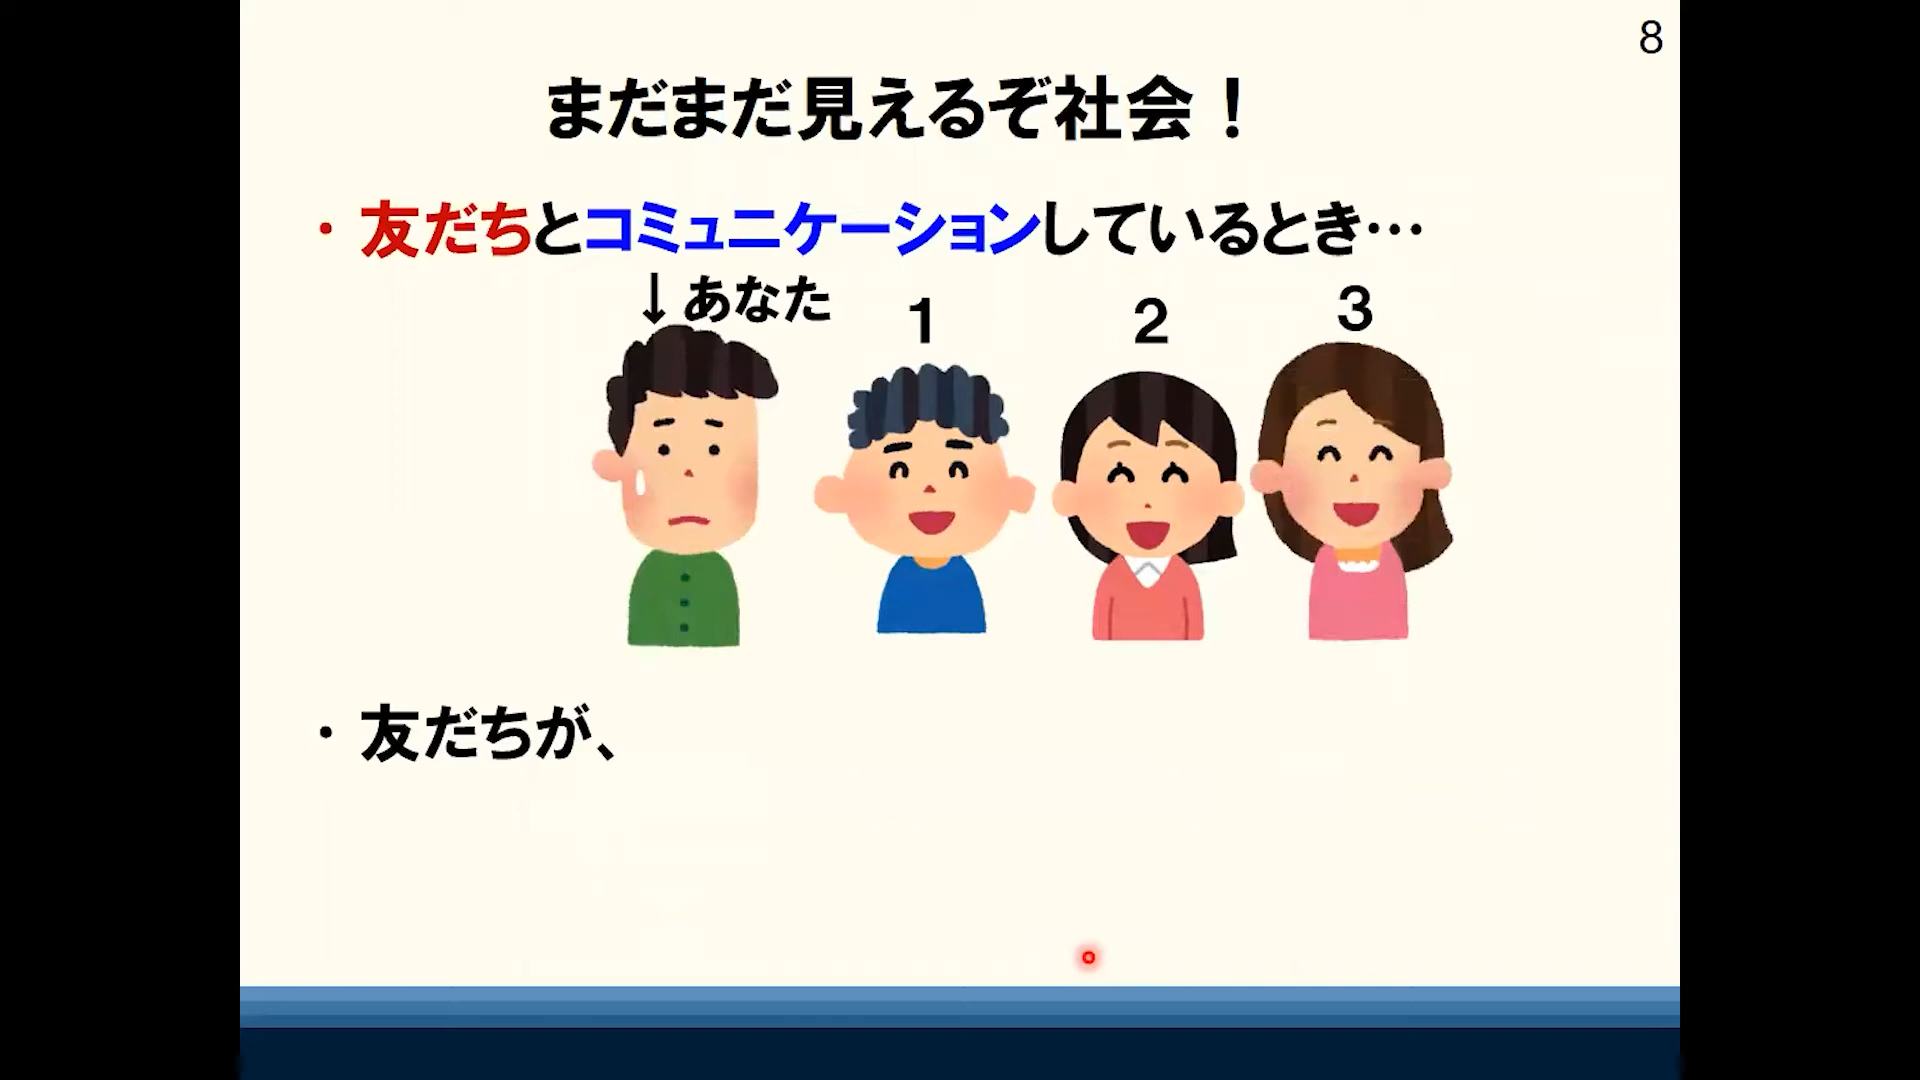 8
まだまだ見えるぞ社会！
・友だちとコミュニケーションしているとき…
↓あなた
1
2
3
・友だちが、